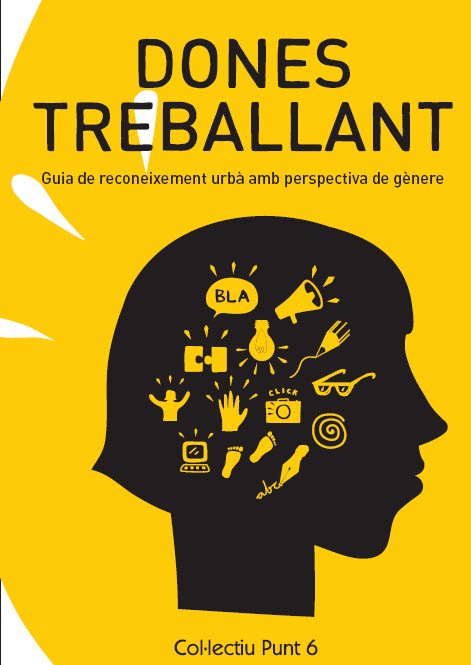 DONES
TREBALLANT
Guia de reconeixement urbà amb perspectiva de gènere
BLA
CLICK
abc
Col·lectiu Punt 6